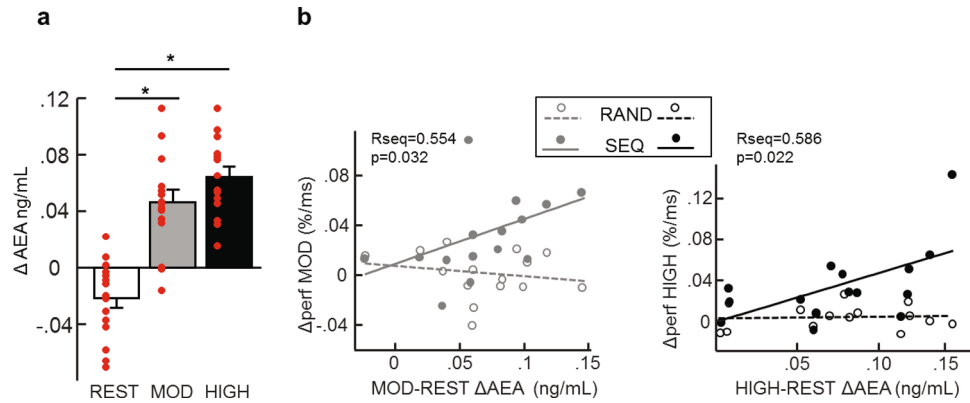 a
b
*
*
Δ AEA ng/mL
.12
.08
.04
0
-.04
REST MOD HIGH
RAND
SEQ
Rseq=0.554
p=0.032
Δperf MOD (%/ms)
.08
.04
0
-.04
0 .05 .10 .15
MOD-REST ΔAEA (ng/mL)
Rseq=0.586
p=0.022
Δperf HIGH (%/ms)
.12
.08
.04
0
.05 .10 .15
HIGH-REST ΔAEA (ng/mL)